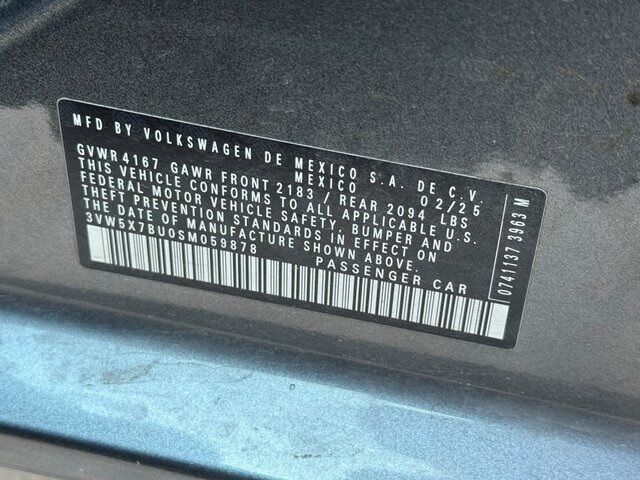 MFD BY VOLKSWAGEN DE MEXICO S.A. DE C.V.
MEXICO 02/25
GVWR 4167 GAWR FRONT 2183 / REAR 2094 LBS
THIS VEHICLE CONFORMS TO ALL APPLICABLE U.S.
FEDERAL MOTOR VEHICLE SAFETY, BUMPER AND
THEFT PREVENTION STANDARDS IN EFFECT ON
THE DATE OF MANUFACTURE SHOWN ABOVE.
3VW5X7BU0SM059878 PASSENGER CAR
0741137 3963 M